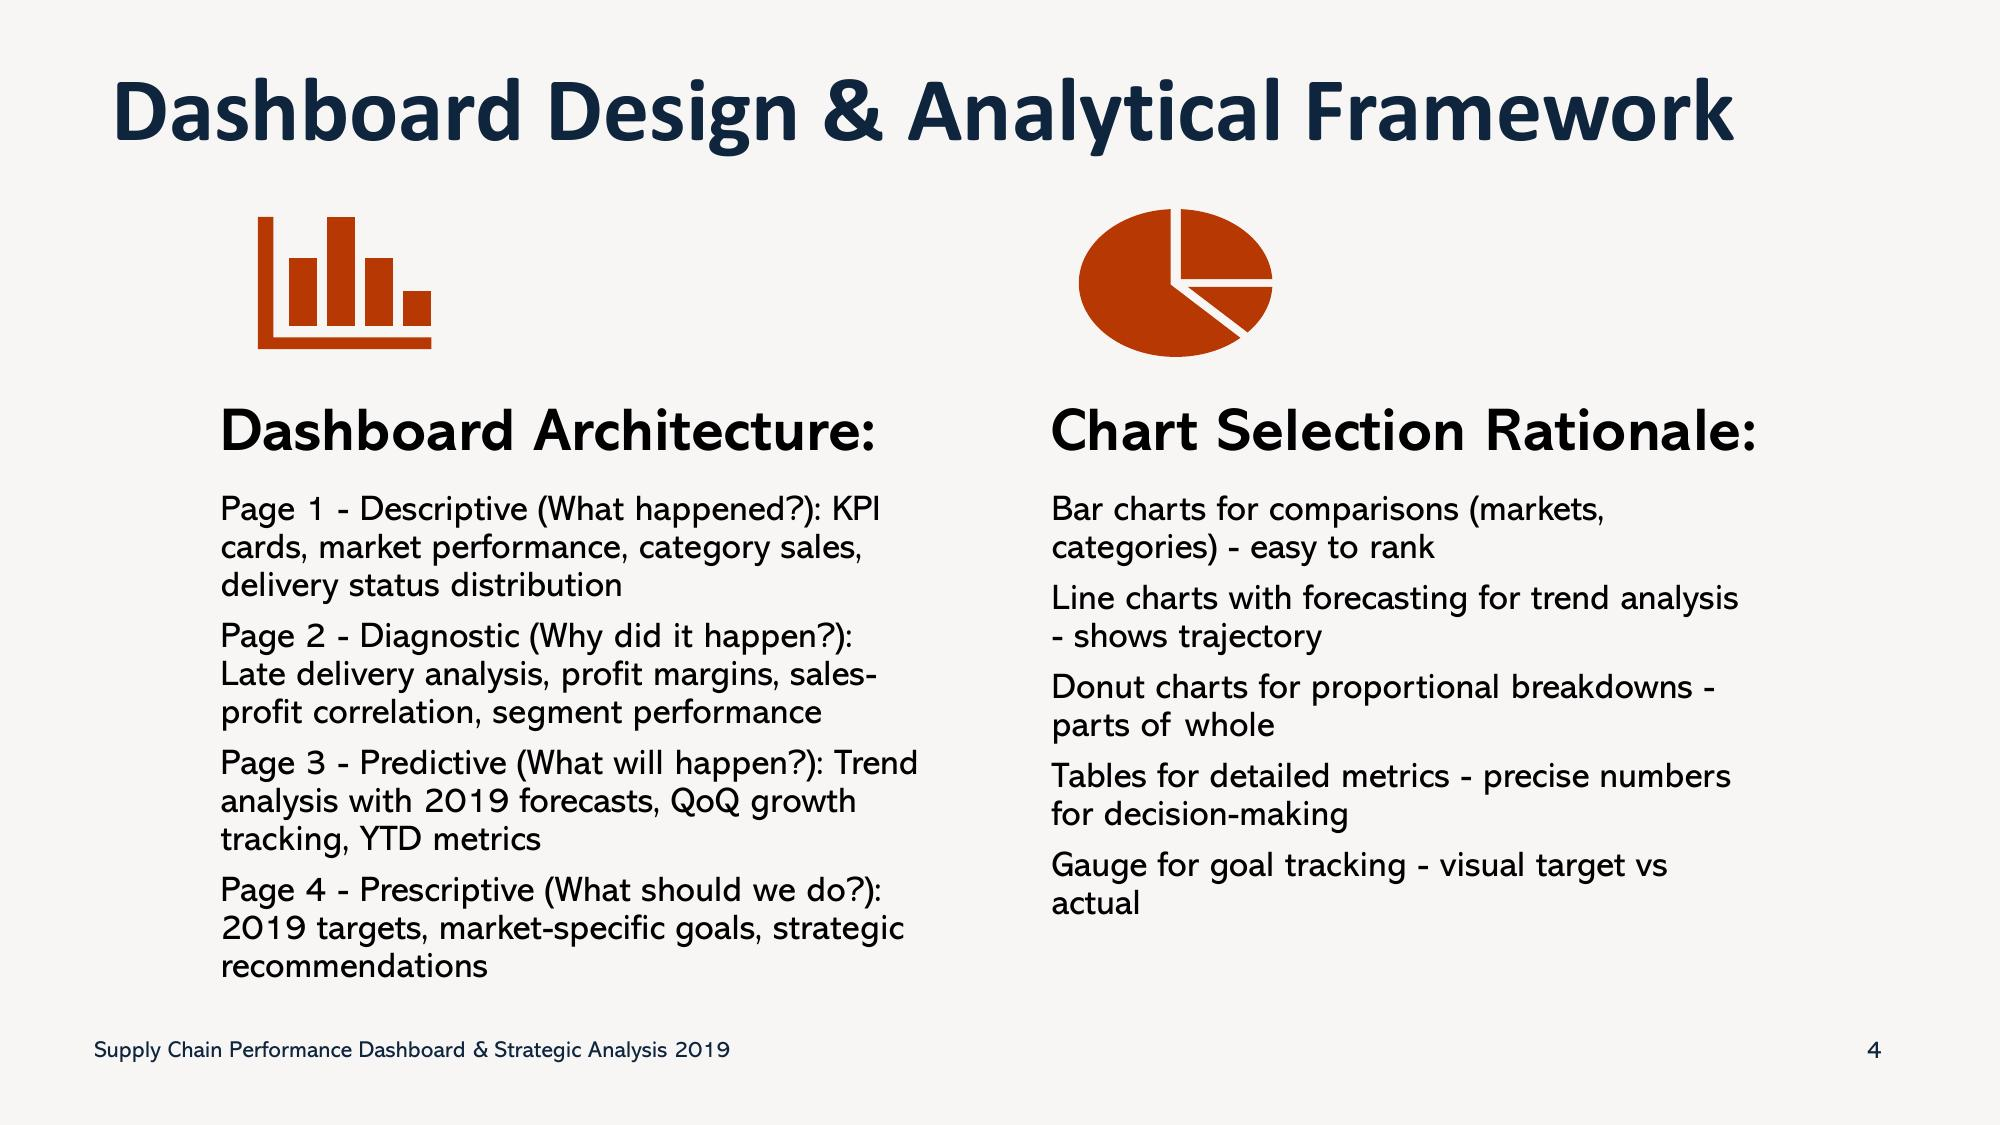 Dashboard Design & Analytical Framework
Dashboard Architecture:
Page 1 - Descriptive (What happened?): KPI
cards, market performance, category sales,
delivery status distribution
Page 2 - Diagnostic (Why did it happen?):
Late delivery analysis, profit margins, sales-
profit correlation, segment performance
Page 3 - Predictive (What will happen?): Trend
analysis with 2019 forecasts, QoQ growth
tracking, YTD metrics
Page 4 - Prescriptive (What should we do?):
2019 targets, market-specific goals, strategic
recommendations
Chart Selection Rationale:
Bar charts for comparisons (markets,
categories) - easy to rank
Line charts with forecasting for trend analysis
- shows trajectory
Donut charts for proportional breakdowns -
parts of whole
Tables for detailed metrics - precise numbers
for decision-making
Gauge for goal tracking - visual target vs
actual
Supply Chain Performance Dashboard & Strategic Analysis 2019
4